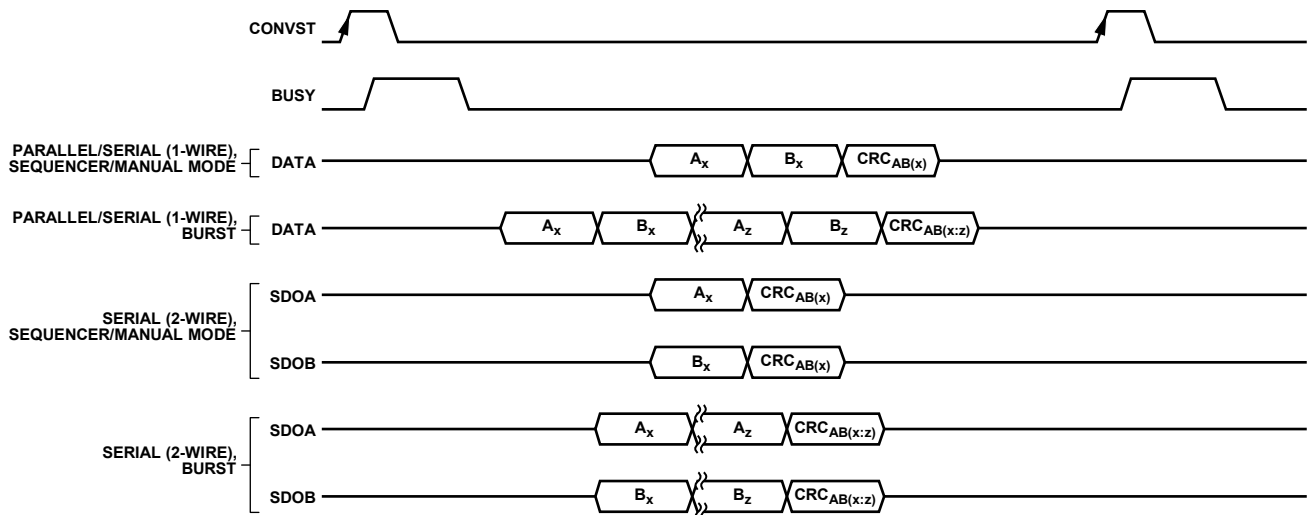 CONVST
BUSY
PARALLEL/SERIAL (1-WIRE),
SEQUENCER/MANUAL MODE
DATA
Ax
Bx
CRCAB(x)
PARALLEL/SERIAL (1-WIRE),
BURST
DATA
Ax
Bx
Az
Bz
CRCAB(x:z)
SERIAL (2-WIRE),
SEQUENCER/MANUAL MODE
SDOA
Ax
CRCAB(x)
SDOB
Bx
CRCAB(x)
SERIAL (2-WIRE),
BURST
SDOA
Ax
Az
CRCAB(x:z)
SDOB
Bx
Bz
CRCAB(x:z)